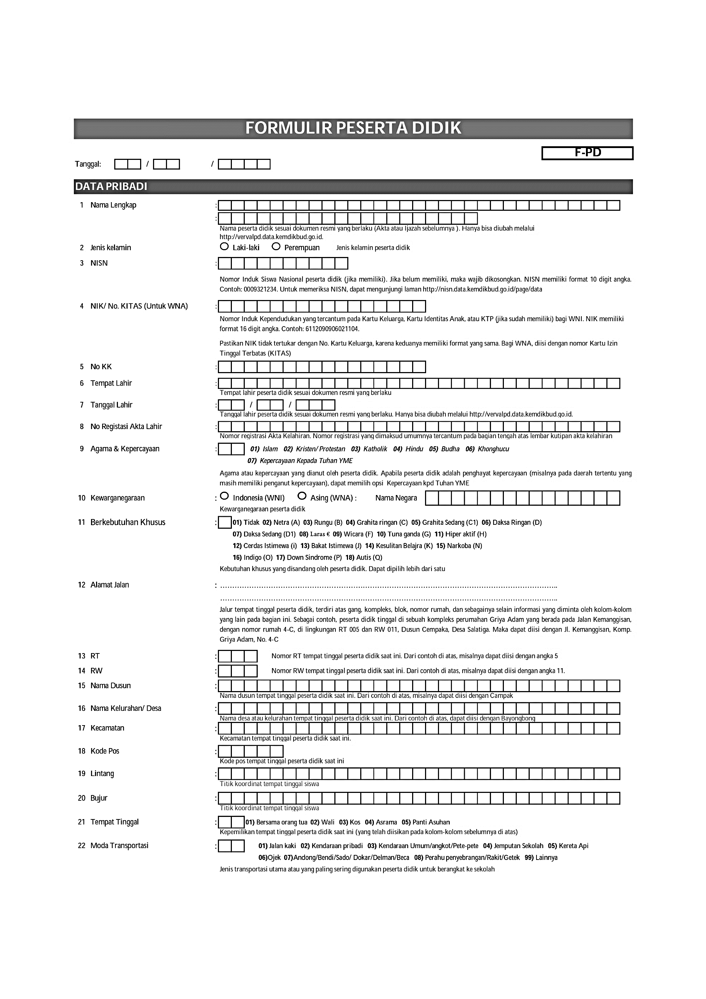 FORMULIR PESERTA DIDIK
F-PD
Tanggal: / /
DATA PRIBADI
1 Nama Lengkap :
:
Nama peserta didik sesuai dokumen resmi yang berlaku (Akta atau Ijazah sebelumnya ). Hanya bisa diubah melalui
http://vervalpd.data.kemdikbud.go.id.
2 Jenis kelamin Laki-laki Perempuan Jenis kelamin peserta didik
3 NISN :
Nomor Induk Siswa Nasional peserta didik (jika memiliki). Jika belum memiliki, maka wajib dikosongkan. NISN memiliki format 10 digit angka.
Contoh: 0009321234. Untuk memeriksa NISN, dapat mengunjungi laman http://nisn.data.kemdikbud.go.id/page/data
4 NIK/ No. KITAS (Untuk WNA) :
Nomor Induk Kependudukan yang tercantum pada Kartu Keluarga, Kartu Identitas Anak, atau KTP (jika sudah memiliki) bagi WNI. NIK memiliki
format 16 digit angka. Contoh: 6112090906021104.
Pastikan NIK tidak tertukar dengan No. Kartu Keluarga, karena keduanya memiliki format yang sama. Bagi WNA, diisi dengan nomor Kartu Izin
Tinggal Terbatas (KITAS)
5 No KK :
6 Tempat Lahir :
Tempat lahir peserta didik sesuai dokumen resmi yang berlaku
7 Tanggal Lahir : / /
Tanggal lahir peserta didik sesuai dokumen resmi yang berlaku. Hanya bisa diubah melalui http://vervalpd.data.kemdikbud.go.id.
8 No Registasi Akta Lahir :
Nomor registrasi Akta Kelahiran. Nomor registrasi yang dimaksud umumnya tercantum pada bagian tengah atas lembar kutipan akta kelahiran
9 Agama & Kepercayaan : 01) Islam 02) Kristen/ Protestan 03) Katholik 04) Hindu 05) Budha 06) Khonghucu
07) Kepercayaan Kepada Tuhan YME
Agama atau kepercayaan yang dianut oleh peserta didik. Apabila peserta didik adalah penghayat kepercayaan (misalnya pada daerah tertentu yang
masih memiliki penganut kepercayaan), dapat memilih opsi Kepercayaan kpd Tuhan YME
10 Kewarganegaraan : Indonesia (WNI) Asing (WNA) : Nama Negara
Kewarganegaraan peserta didik
11 Berkebutuhan Khusus : 01) Tidak 02) Netra (A) 03) Rungu (B) 04) Grahita ringan (C) 05) Grahita Sedang (C1) 06) Daksa Ringan (D)
07) Daksa Sedang (D1) 08) Laras € 09) Wicara (F) 10) Tuna ganda (G) 11) Hiper aktif (H)
12) Cerdas Istimewa (i) 13) Bakat Istimewa (J) 14) Kesulitan Belajra (K) 15) Narkoba (N)
16) Indigo (O) 17) Down Sindrome (P) 18) Autis (Q)
Kebutuhan khusus yang disandang oleh peserta didik. Dapat dipilih lebih dari satu
12 Alamat Jalan : ................................................................................
................................................................................
Jalur tempat tinggal peserta didik, terdiri atas gang, kompleks, blok, nomor rumah, dan sebagainya selain informasi yang diminta oleh kolom-kolom
yang lain pada bagian ini. Sebagai contoh, peserta didik tinggal di sebuah kompleks perumahan Griya Adam yang berada pada Jalan Kemanggisan,
dengan nomor rumah 4-C, di lingkungan RT 005 dan RW 011, Dusun Cempaka, Desa Salatiga. Maka dapat diisi dengan Jl. Kemanggisan, Komp.
Griya Adam, No. 4-C
13 RT : Nomor RT tempat tinggal peserta didik saat ini. Dari contoh di atas, misalnya dapat diisi dengan angka 5
14 RW : Nomor RW tempat tinggal peserta didik saat ini. Dari contoh di atas, misalnya dapat diisi dengan angka 11.
15 Nama Dusun :
Nama dusun tempat tinggal peserta didik saat ini. Dari contoh di atas, misalnya dapat diisi dengan Campak
16 Nama Kelurahan/ Desa :
Nama desa atau kelurahan tempat tinggal peserta didik saat ini. Dari contoh di atas, dapat diisi dengan Bayongbong
17 Kecamatan :
Kecamatan tempat tinggal peserta didik saat ini.
18 Kode Pos :
Kode pos tempat tinggal peserta didik saat ini
19 Lintang :
Titik koordinat tempat tinggal siswa
20 Bujur :
Titik koordinat tempat tinggal siswa
21 Tempat Tinggal : 01) Bersama orang tua 02) Wali 03) Kos 04) Asrama 05) Panti Asuhan
Kepemilikan tempat tinggal peserta didik saat ini (yang telah diisikan pada kolom-kolom sebelumnya di atas)
22 Moda Transportasi : 01) Jalan kaki 02) Kendaraan pribadi 03) Kendaraan Umum/angkot/Pete-pete 04) Jemputan Sekolah 05) Kereta Api
06)Ojek 07)Andong/Bendi/Sado/ Dokar/Delman/Beca 08) Perahu penyebrangan/Rakit/Getek 99) Lainnya
Jenis transportasi utama atau yang paling sering digunakan peserta didik untuk berangkat ke sekolah